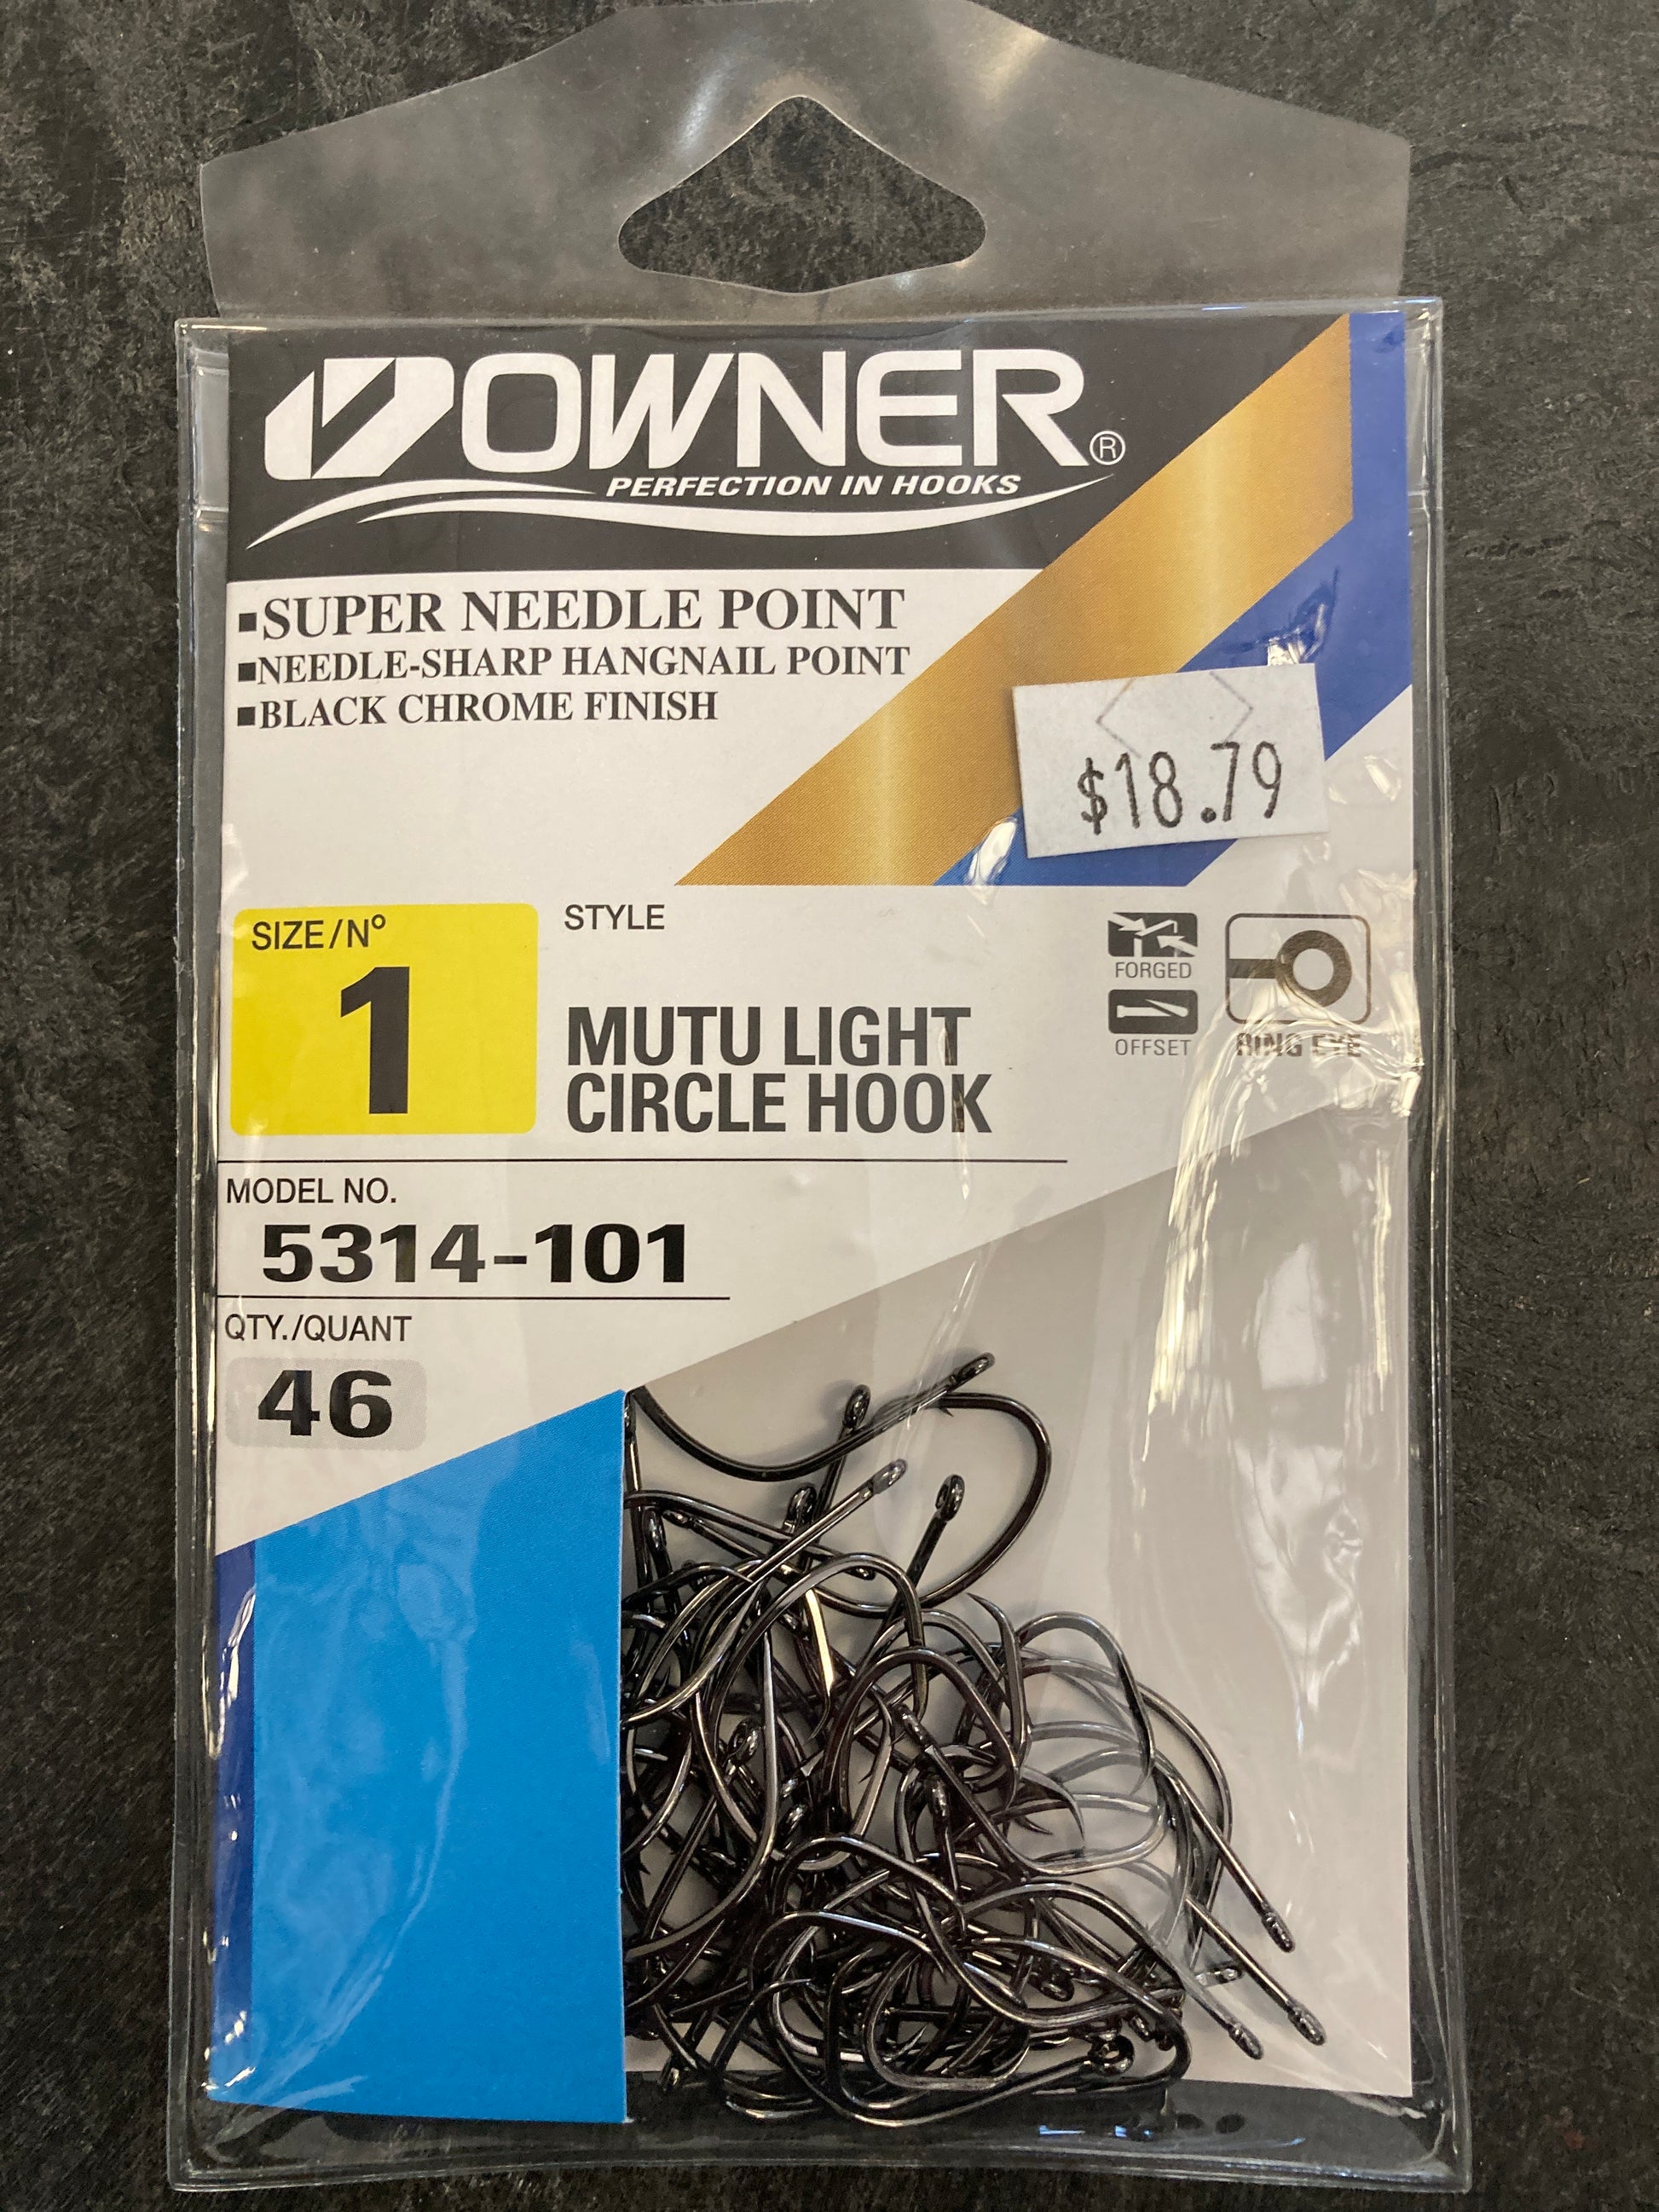 OWNER®
PERFECTION IN HOOKS
▪SUPER NEEDLE POINT
▪NEEDLE-SHARP HANGNAIL POINT
▪BLACK CHROME FINISH
$18.79
SIZE/Nº
1
STYLE
MUTU LIGHT
CIRCLE HOOK
FORGED
OFFSET
RING EYE
MODEL NO.
5314-101
QTY./QUANT
46